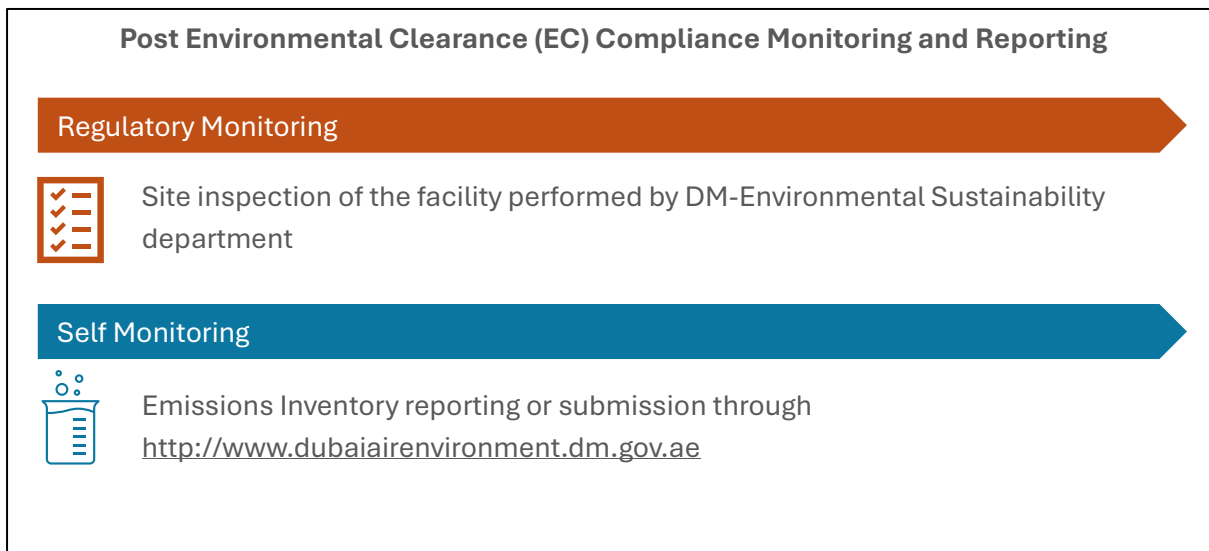 Post Environmental Clearance (EC) Compliance Monitoring and Reporting
Regulatory Monitoring
Site inspection of the facility performed by DM-Environmental Sustainability
department
Self Monitoring
Emissions Inventory reporting or submission through
http://www.dubaiairenvironment.dm.gov.ae